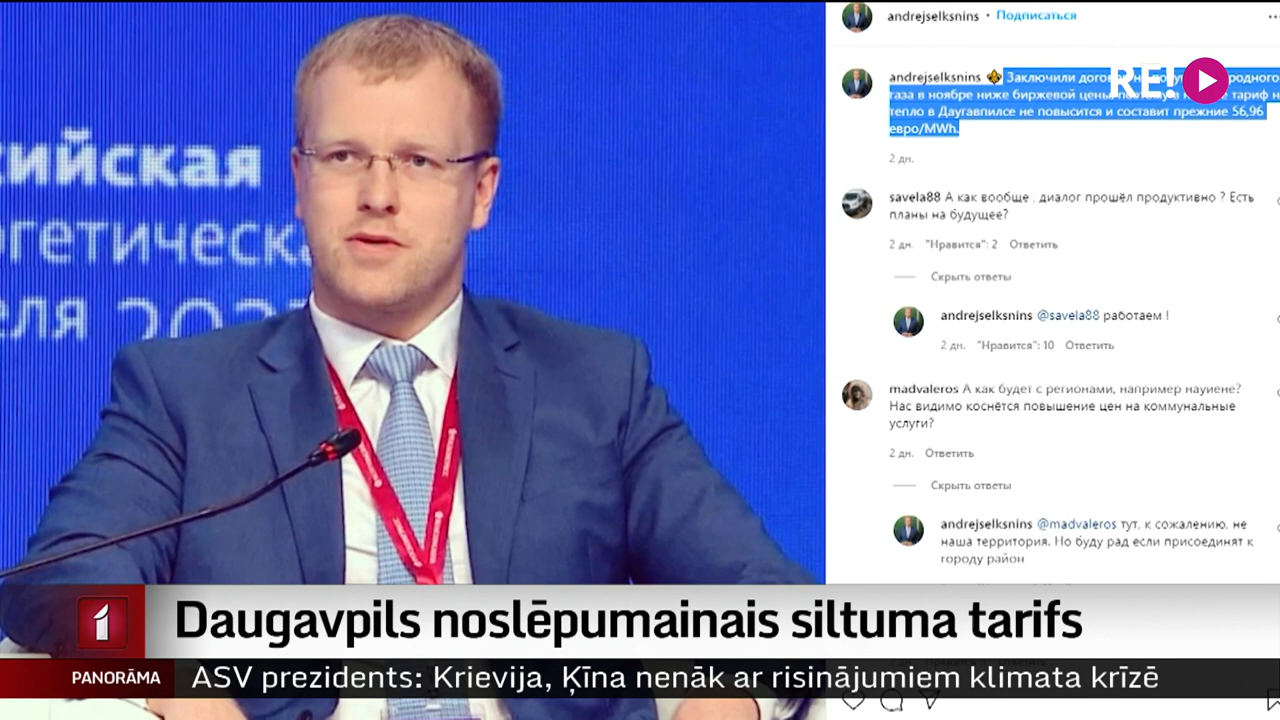 ийская
гетическ
еля 202
andrejselksnins • Подписаться
andrejselksnins Заключили
газа в ноябре ниже биржевой цены, тариф н
тепло в Даугавпилсе не повысится и составит прежние 56,96
евро/MWh.
2 дн.
savela88 А как вообще , диалог прошёл продуктивно ? Есть
планы на будущее?
2 дн. "Нравится": 2 Ответить
Скрыть ответы
andrejselksnins @savela88 работаем !
2 дн. "Нравится": 10 Ответить
madvaleros А как будет с регионами, например науиене?
Нас видимо коснётся повышение цен на коммунальные
услуги?
2 дн. Ответить
Скрыть ответы
andrejselksnins @madvaleros тут, к сожалению, не
наша территория. Но буду рад если присоединят к
городу район
RE!
1
Daugavpils noslēpumainais siltuma tarifs
PANORĀMA
ASV prezidents: Krievija, Ķīna nenāk ar risinājumiem klimata krīzē